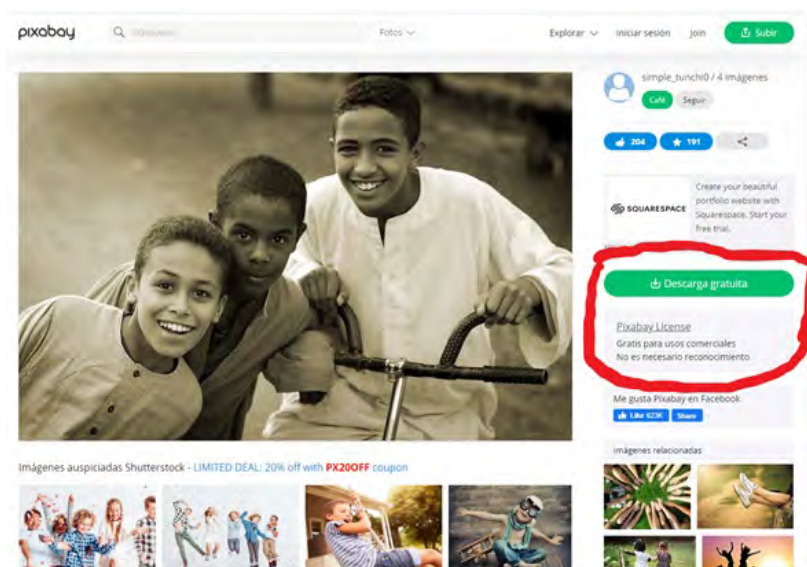 pixabay
Fotos
Explorar
Iniciar sesión
Join
Subir
simple_tunchi0 / 4 imágenes
Café
Seguir
204
191
SQUARESPACE
Create your beautiful
portfolio website with
Squarespace. Start your
free trial.
Descarga gratuita
Pixabay License
Gratis para usos comerciales
No es necesario reconocimiento
Me gusta Pixabay en Facebook
Like 623K
Share
Imágenes relacionadas
Imágenes auspiciadas Shutterstock - LIMITED DEAL: 20% off with PX20OFF coupon